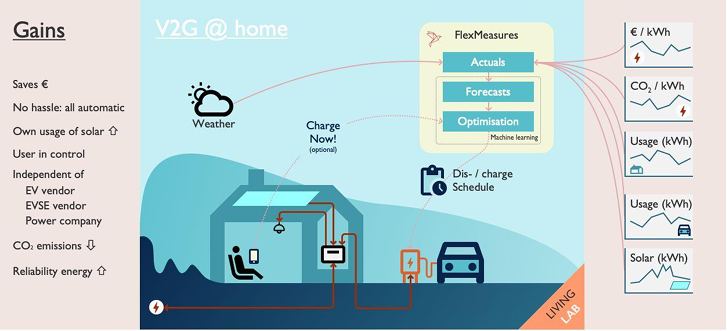 Gains
Saves €
No hassle: all automatic
Own usage of solar ⇧
User in control
Independent of
EV vendor
EVSE vendor
Power company
CO₂ emissions ⇩
Reliability energy ⇧
V2G @ home
Weather
Charge
Now!
(optional)
FlexMeasures
Actuals
Forecasts
Optimisation
Machine learning
Dis- / charge
Schedule
LIVING
LAB
€ / kWh
CO₂ / kWh
Usage (kWh)
Usage (kWh)
Solar (kWh)